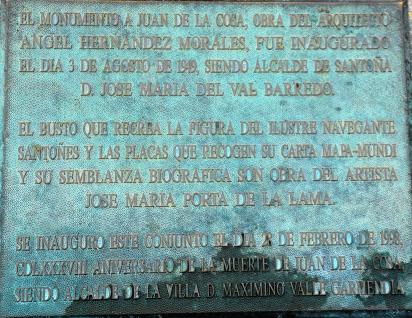 EL MONUMENTO A JUAN DE LA COSA, OBRA DEL ARQUITECTO
ANGEL HERNANDEZ MORALES, FUE INAUGURADO
EL DIA 3 DE AGOSTO DE 1949, SIENDO ALCALDE DE SANTOÑA
D. JOSE MARIA DEL VAL BARREDO.
EL BUSTO QUE RECREA LA FIGURA DEL ILUSTRE NAVEGANTE
SANTOÑES Y LAS PLACAS QUE RECOGEN SU CARTA MAPA-MUNDI
Y SU SEMBLANZA BIOGRAFICA SON OBRA DEL ARTISTA
JOSE MARIA PORTA DE LA LAMA.
SE INAUGURO ESTE CONJUNTO EL DIA DE FEBRERO DE 1998,
CDLXXXVIII ANIVERSARIO DE LA MUERTE DE JUAN DE LA COSA
SIENDO ALCALDE DE LA VILLA D. MAXIMINO VALLE GARMENDIA